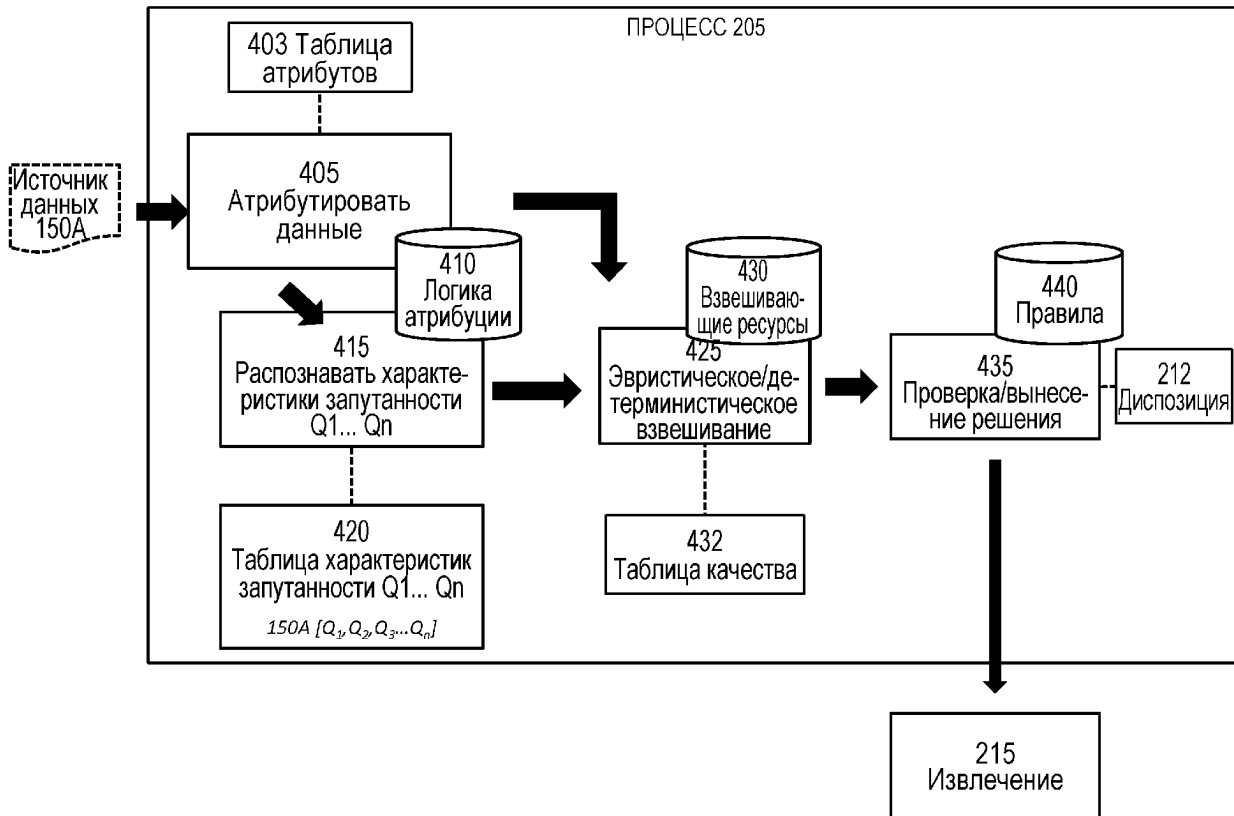 ПРОЦЕСС 205
403 Таблица
атрибутов
Источник
данных
150A
405
Атрибутировать
данные
410
Логика
атрибуции
415
Распознавать характе-
ристики запутанности
Q1... Qn
420
Таблица характеристик
запутанности Q1... Qn
150A [Q1,Q2,Q3...Qn]
430
Взвешиваю-
щие ресурсы
425
Эвристическое/де-
терминистическое
взвешивание
432
Таблица качества
440
Правила
435
Проверка/вынесе-
ние решения
212
Диспозиция
215
Извлечение